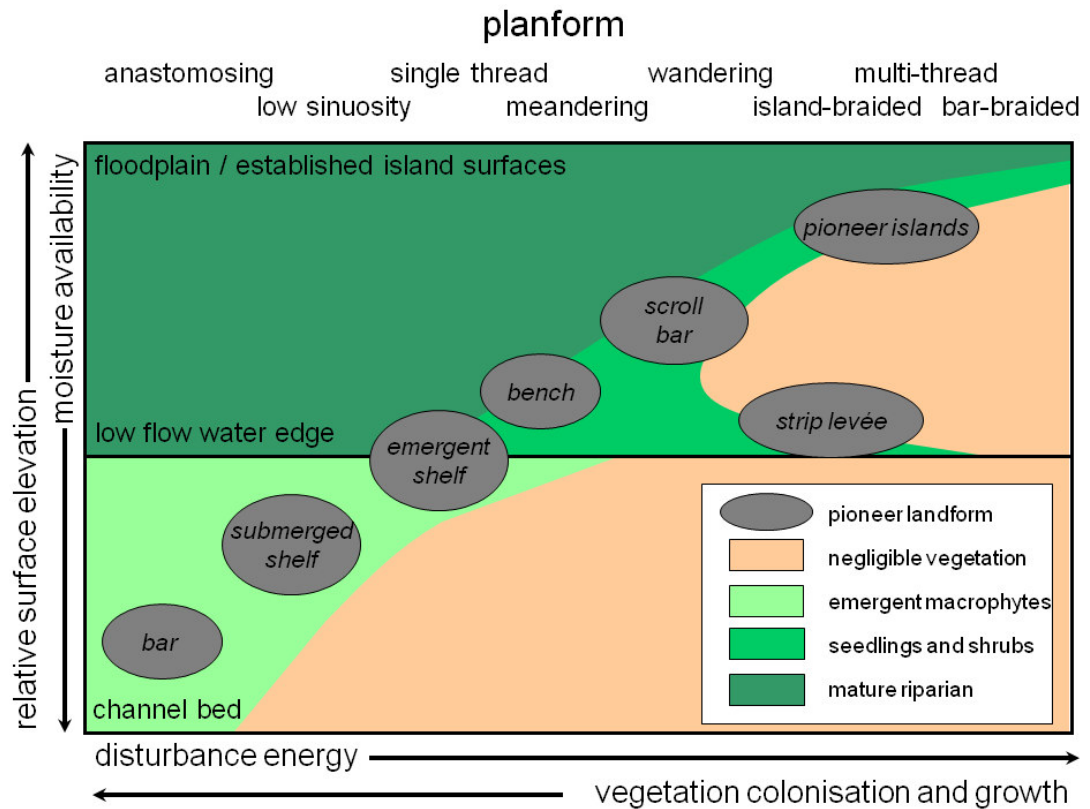 planform
anastomosing
single thread
wandering
multi-thread
low sinuosity
meandering
island-braided
bar-braided
relative surface elevation
moisture availability
floodplain / established island surfaces
pioneer islands
scroll
bar
bench
strip levée
low flow water edge
emergent
shelf
submerged
shelf
bar
channel bed
pioneer landform
negligible vegetation
emergent macrophytes
seedlings and shrubs
mature riparian
disturbance energy
vegetation colonisation and growth